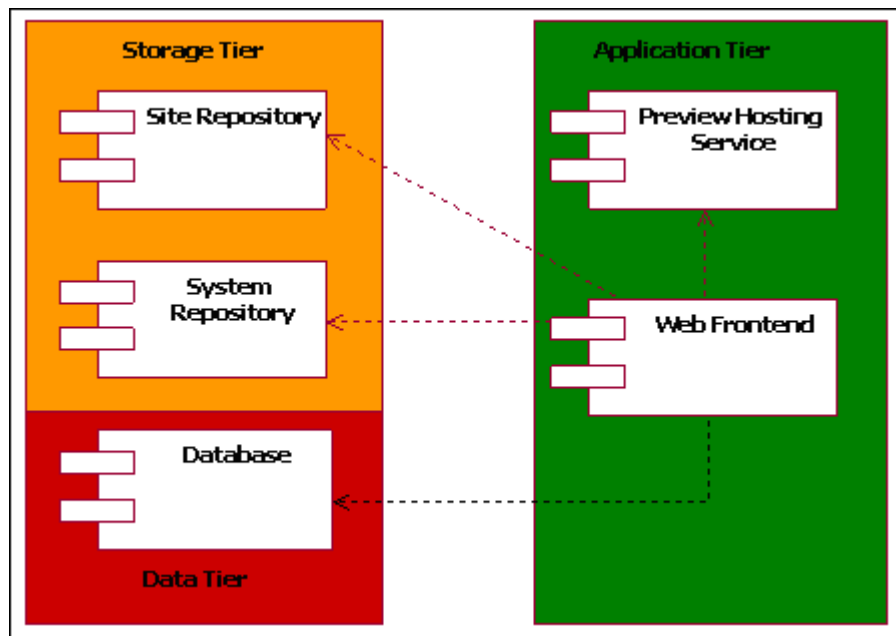 Storage Tier
Site Repository
System
Repository
Database
Data Tier
Application Tier
Preview Hosting
Service
Web Frontend